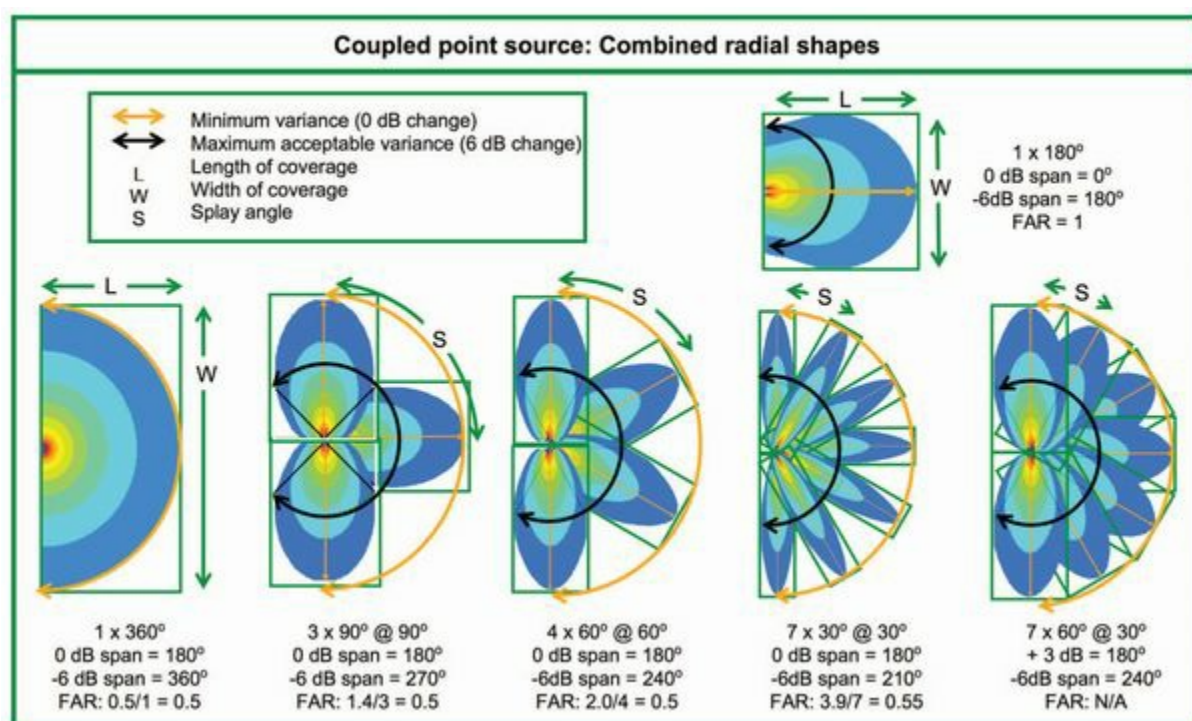 Coupled point source: Combined radial shapes
Minimum variance (0 dB change)
Maximum acceptable variance (6 dB change)
L Length of coverage
W Width of coverage
S Splay angle
L
W
1 x 180º
0 dB span = 0º
-6dB span = 180º
FAR = 1
L
W
S
S
S
S
1 x 360º
0 dB span = 180º
-6 dB span = 360º
FAR: 0.5/1 = 0.5
3 x 90º @ 90º
0 dB span = 180º
-6 dB span = 270º
FAR: 1.4/3 = 0.5
4 x 60º @ 60º
0 dB span = 180º
-6dB span = 240º
FAR: 2.0/4 = 0.5
7 x 30º @ 30º
0 dB span = 180º
-6dB span = 210º
FAR: 3.9/7 = 0.55
7 x 60º @ 30º
+ 3 dB = 180º
-6dB span = 240º
FAR: N/A